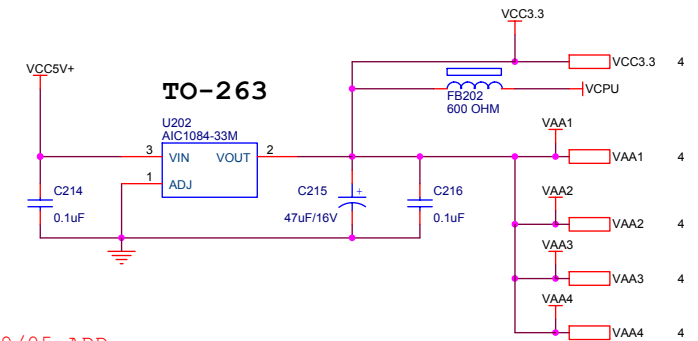 VCC3.3
VCC3.3 4
VCC5V+
TO-263
FB202
600 OHM
VCPU
U202
AIC1084-33M
3 VIN VOUT 2
1 ADJ
VAA1
VAA1 4
C214
0.1uF
C215
+
47uF/16V
C216
0.1uF
VAA2
VAA2 4
VAA3
VAA3 4
VAA4
VAA4 4